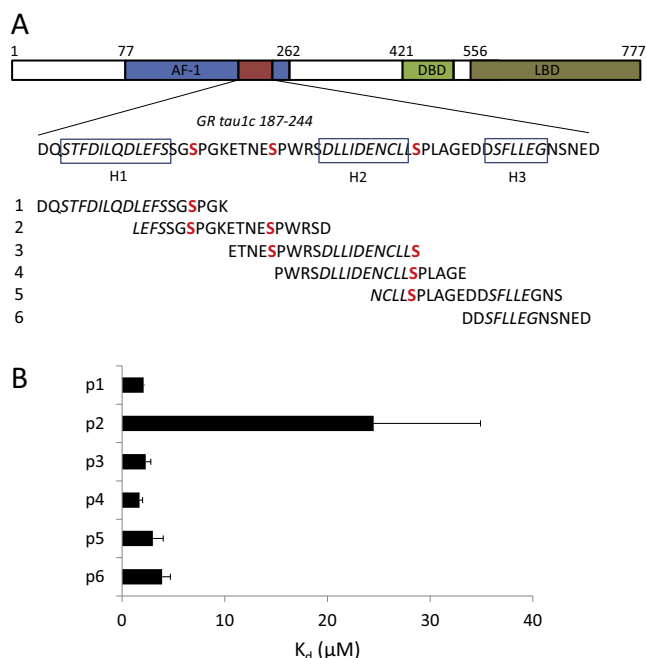 A
1 77 262 421 556 777
AF-1 DBD LBD
GR tau1c 187-244
DQSTFDILQDLEFSSGSPGKETNESPWRSDLLIDENCLLSPLAGEDDSFLLEGNSNED
H1 H2 H3
1 DQSTFDILQDLEFSSGSPGK
2 LEFSSGSPGKETNESPWRSD
3 ETNESPWRSDLLIDENCLLS
4 PWRSDLLIDENCLLSPLAGE
5 NCLLSPLAGEDDSFLLEGNS
6 DDSFLLEGNSNED
B
p1
p2
p3
p4
p5
p6
0 10 20 30 40
Kd (µM)